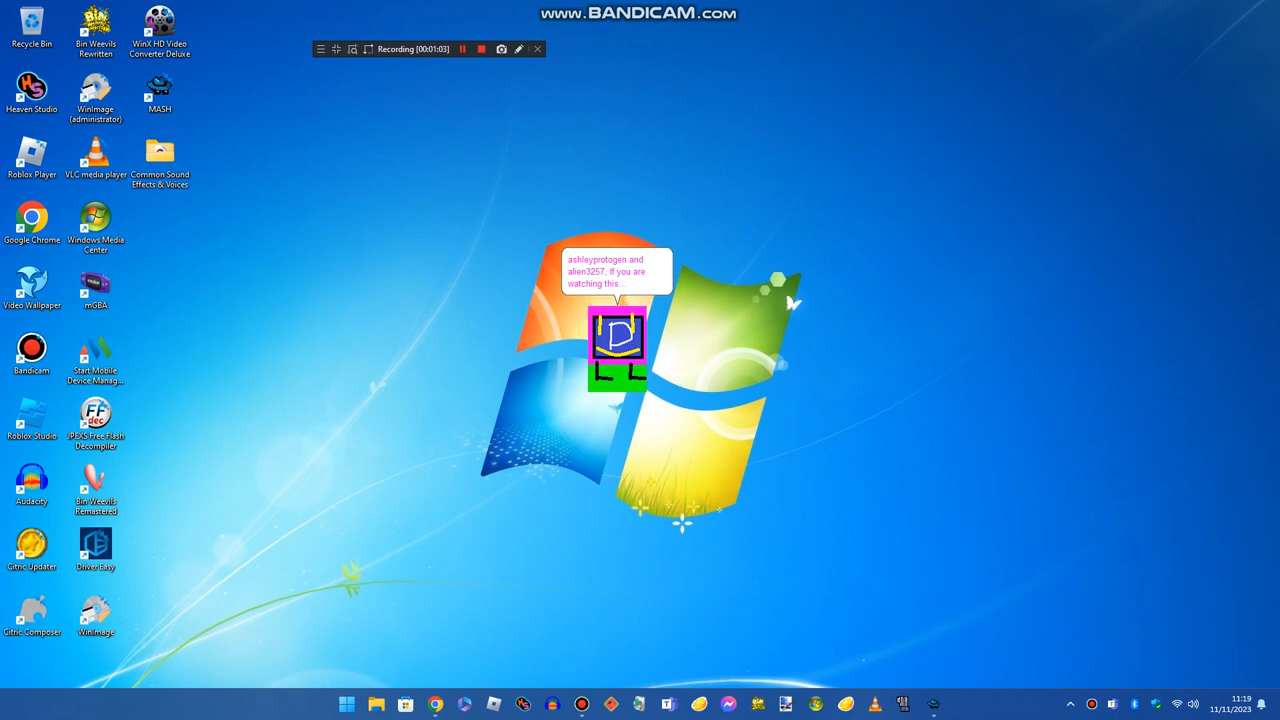 www.BANDICAM.com
Recording [00:01:03]
Recycle Bin
Bin Weevils
Rewritten
WinX HD Video
Converter Deluxe
Heaven Studio
WinImage
(administrator)
MASH
Roblox Player
VLC media player
Common Sound
Effects & Voices
Google Chrome
Windows Media
Center
Video Wallpaper
mGBA
Bandicam
Start Mobile
Device Manag...
Roblox Studio
FF
dec
JPEXS Free Flash
Decompiler
Audacity
Bin Weevils
Remastered
Citric Updater
Driver Easy
Citric Composer
WinImage
ashleyprotogen and
alien3257, If you are
watching this...
D
11:19
11/11/2023